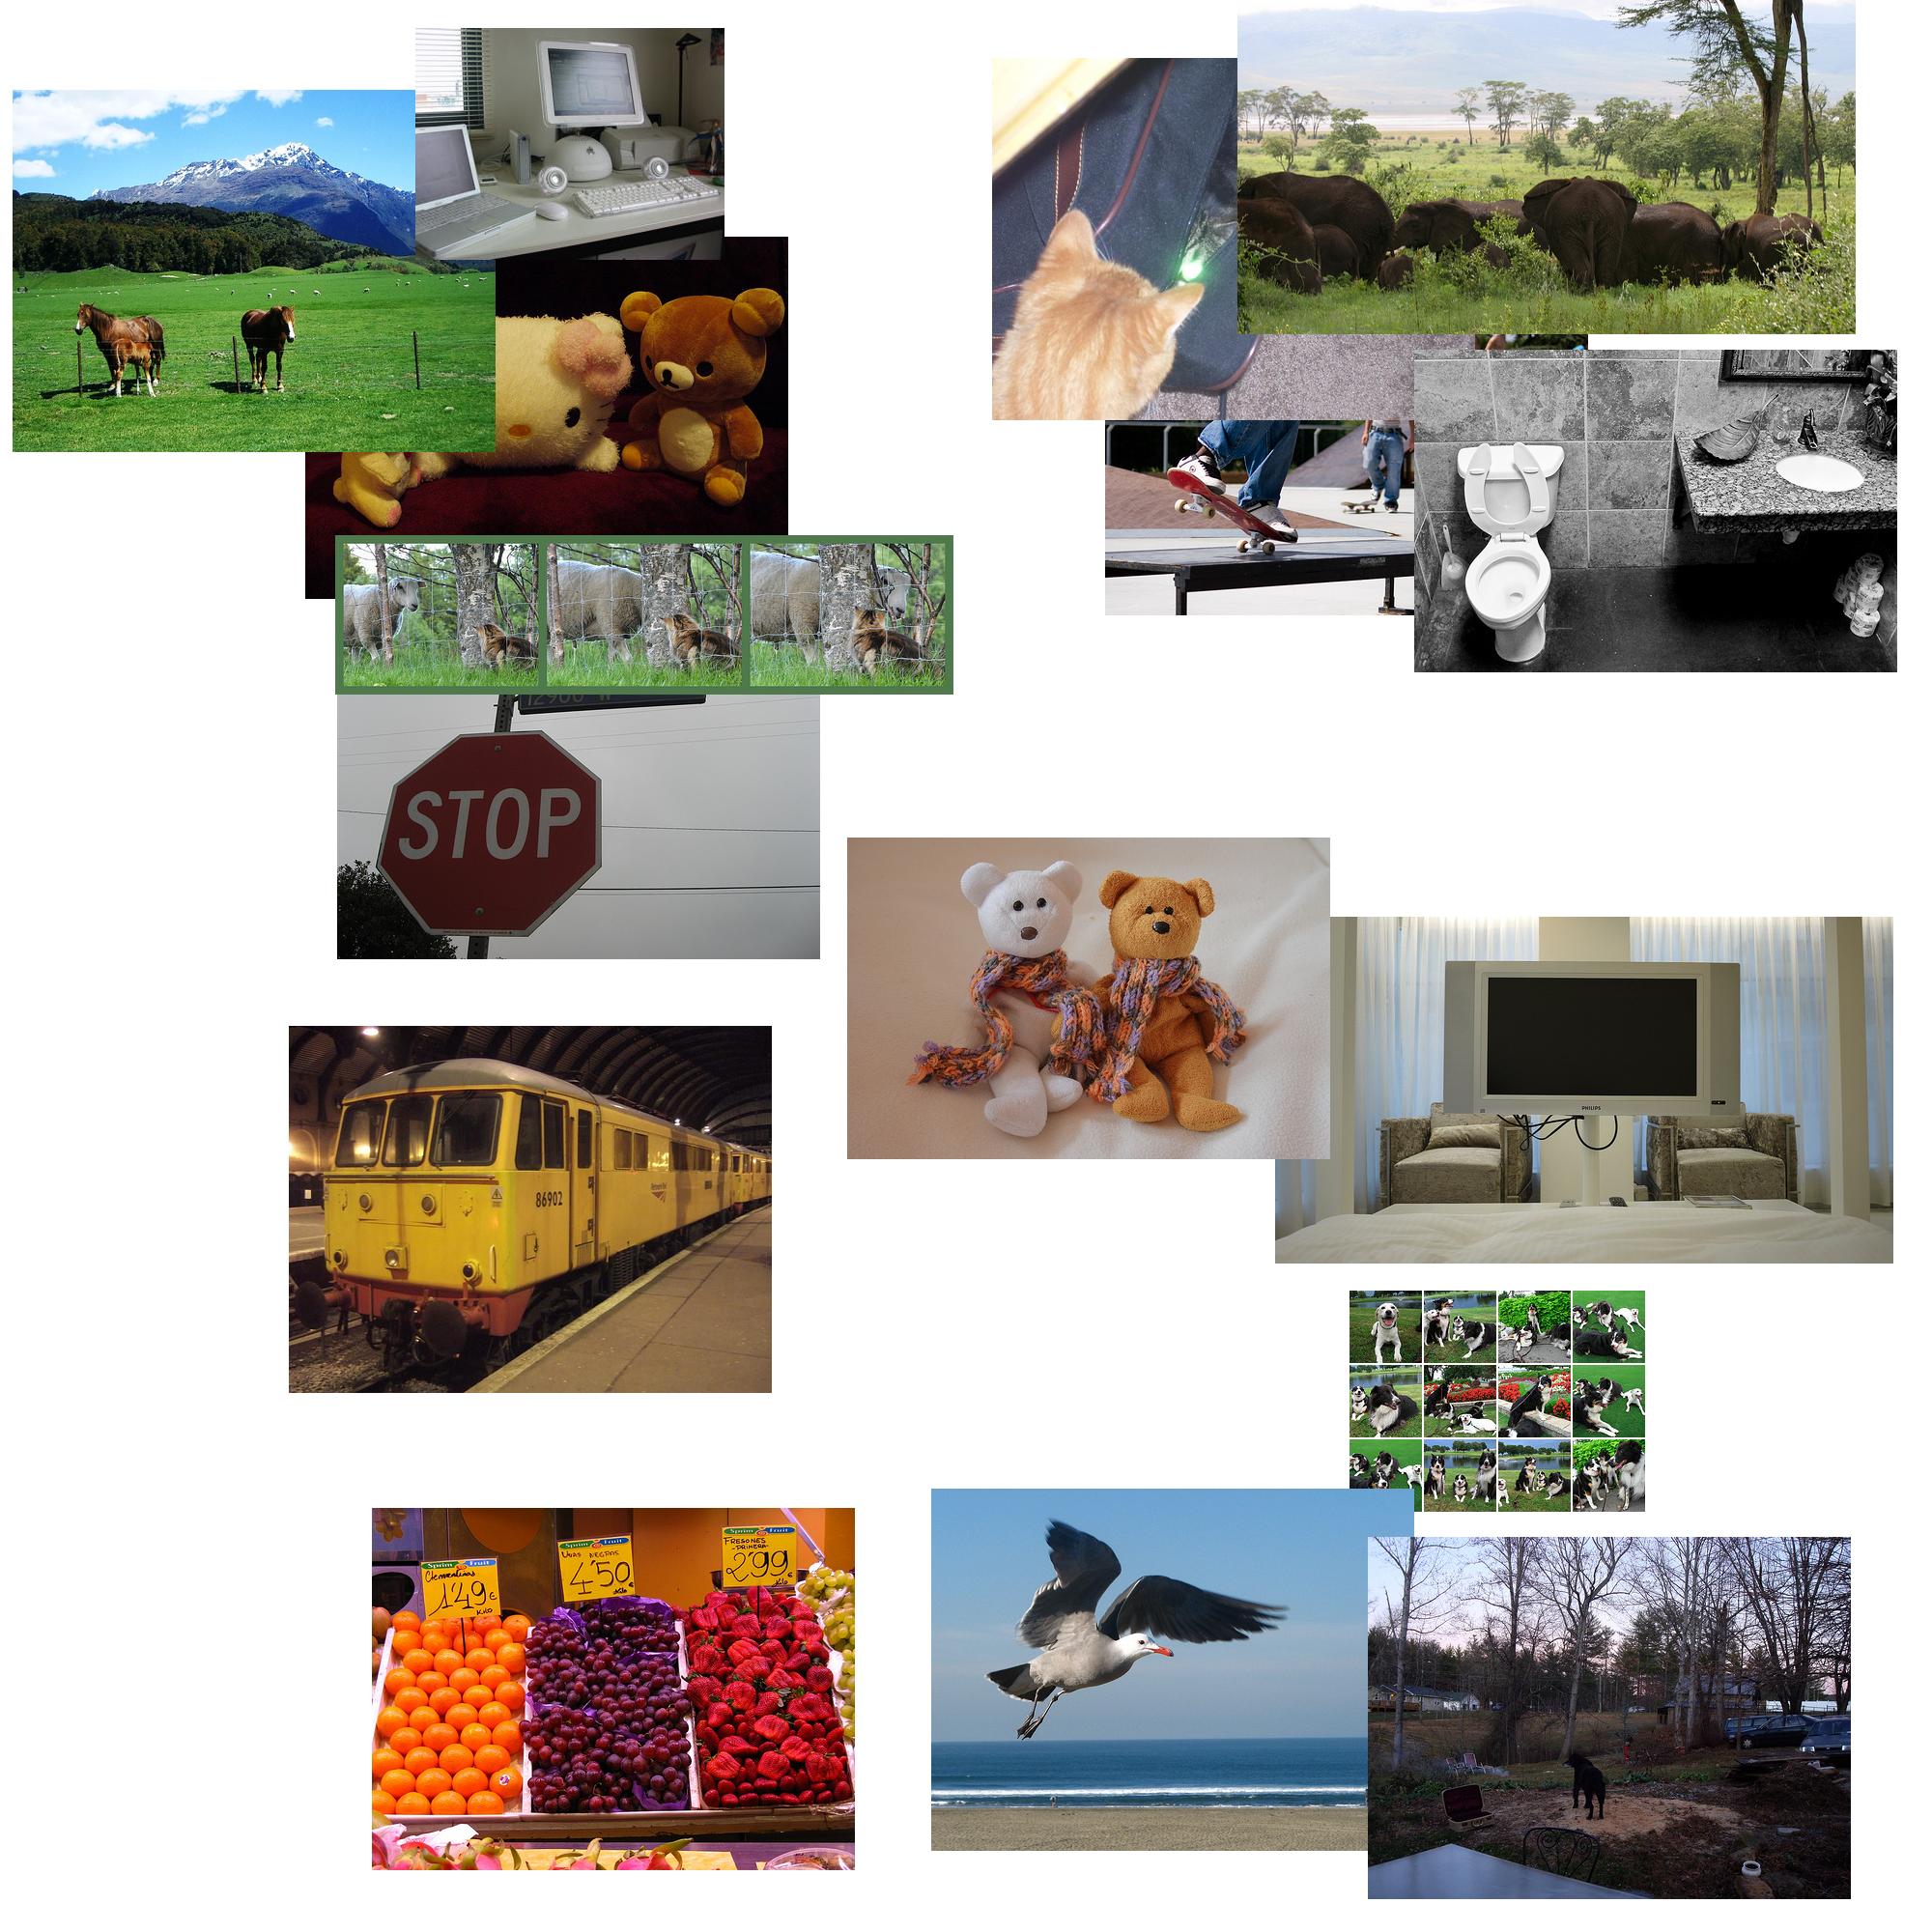 STOP
86902
PHILIPS
Sprim Fruit
Clementinas
1'49€
Kilo
Sprim Fruit
UVAS NEGRAS
4'50€
Kilo
Sprim Fruit
FRESONES
-PRIMERA-
2'99€
Kilo